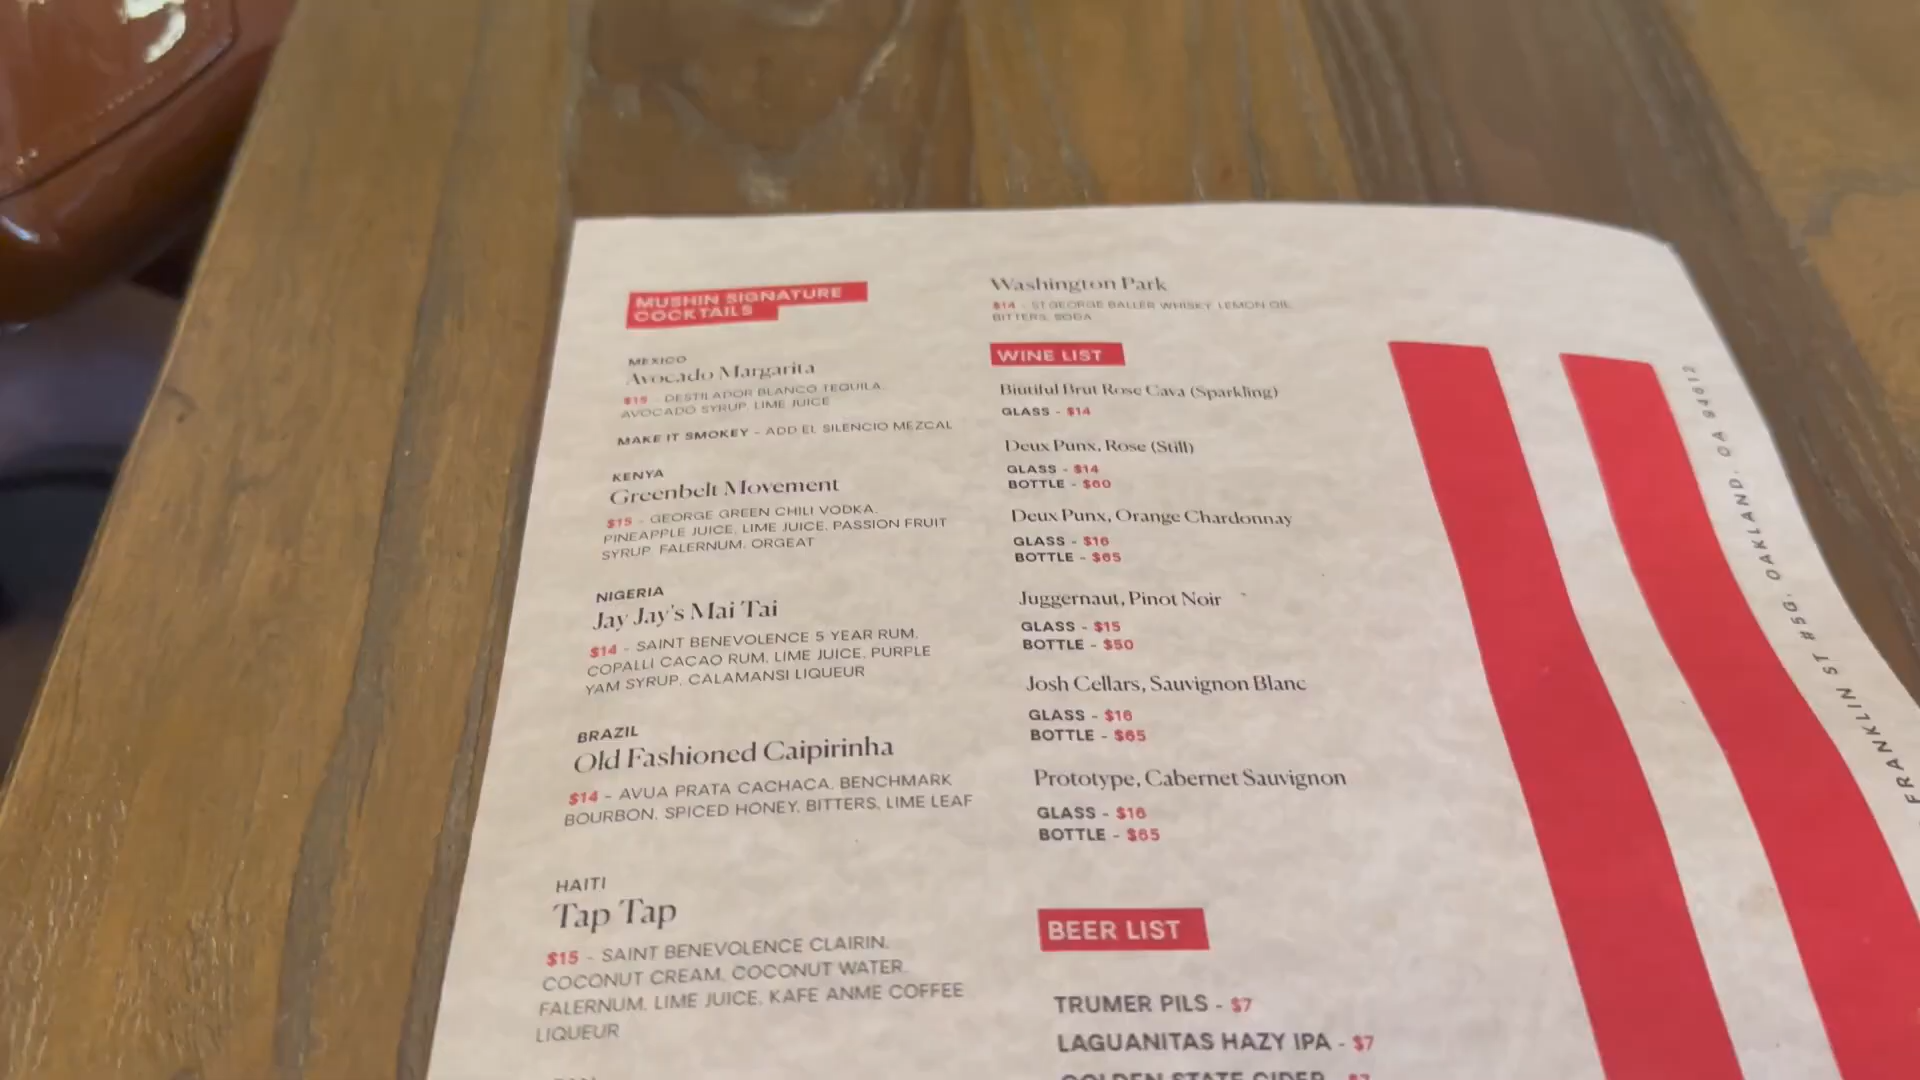 MUSHIN SIGNATURE
COCKTAILS
MEXICO
Avocado Margarita
$15 - DESTILADOR BLANCO TEQUILA,
AVOCADO SYRUP, LIME JUICE
MAKE IT SMOKEY - ADD EL SILENCIO MEZCAL
KENYA
Greenbelt Movement
$15 - GEORGE GREEN CHILI VODKA,
PINEAPPLE JUICE, LIME JUICE, PASSION FRUIT
SYRUP, FALERNUM, ORGEAT
NIGERIA
Jay Jay's Mai Tai
$14 - SAINT BENEVOLENCE 5 YEAR RUM,
COPALLI CACAO RUM, LIME JUICE, PURPLE
YAM SYRUP, CALAMANSI LIQUEUR
BRAZIL
Old Fashioned Caipirinha
$14 - AVUA PRATA CACHACA, BENCHMARK
BOURBON, SPICED HONEY, BITTERS, LIME LEAF
HAITI
Tap Tap
$15 - SAINT BENEVOLENCE CLAIRIN,
COCONUT CREAM, COCONUT WATER,
FALERNUM, LIME JUICE, KAFE ANME COFFEE
LIQUEUR
Washington Park
$14 - ST GEORGE BALLER WHISKY, LEMON OIL,
BITTERS, SODA
WINE LIST
Biutiful Brut Rose Cava (Sparkling)
GLASS - $14
Deux Punx, Rose (Still)
GLASS - $14
BOTTLE - $60
Deux Punx, Orange Chardonnay
GLASS - $16
BOTTLE - $65
Juggernaut, Pinot Noir
GLASS - $15
BOTTLE - $50
Josh Cellars, Sauvignon Blanc
GLASS - $16
BOTTLE - $65
Prototype, Cabernet Sauvignon
GLASS - $16
BOTTLE - $65
BEER LIST
TRUMER PILS - $7
LAGUANITAS HAZY IPA - $7
GOLDEN STATE CIDER - $7
FRANKLIN ST #5G, OAKLAND, CA 94612